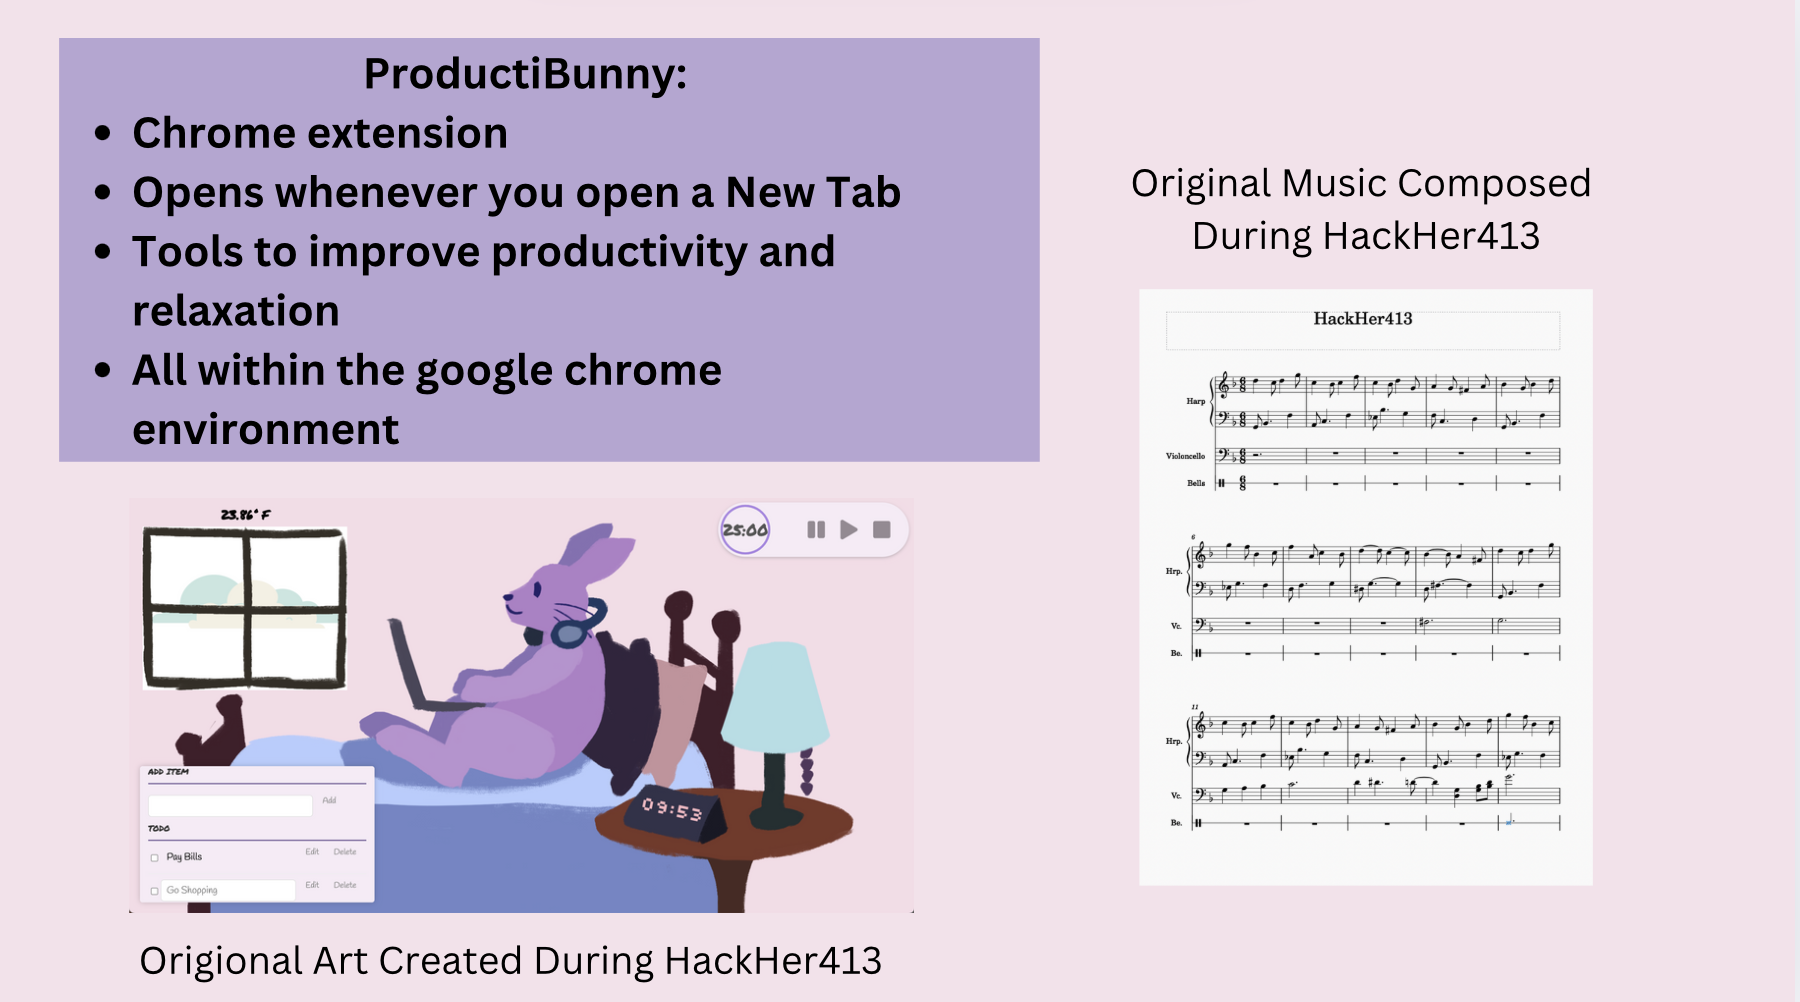 ProductiBunny:
• Chrome extension
• Opens whenever you open a New Tab
• Tools to improve productivity and
relaxation
• All within the google chrome
environment
23.86° F
25:00
09:53
ADD ITEM
Add
TODO
Pay Bills Edit Delete
Go Shopping Edit Delete
Origional Art Created During HackHer413
Original Music Composed
During HackHer413
HackHer413
Harp
Violoncello
Bells
6
Hrp.
Vc.
Be.
11
Hrp.
Vc.
Be.